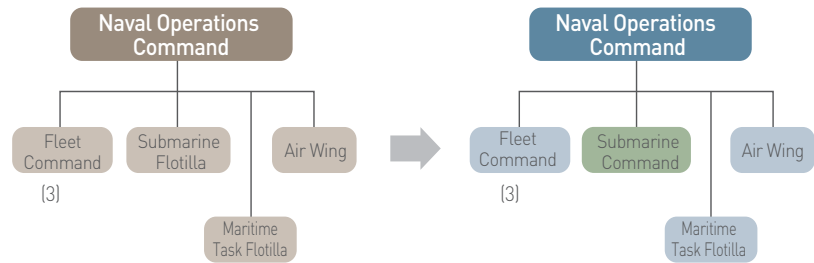 Naval Operations
Command
Fleet
Command
(3)
Submarine
Flotilla
Air Wing
Maritime
Task Flotilla
Naval Operations
Command
Fleet
Command
(3)
Submarine
Command
Air Wing
Maritime
Task Flotilla